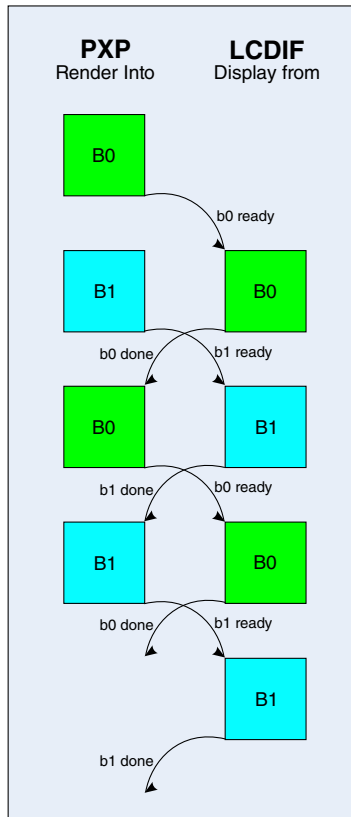 PXP LCDIF
Render Into Display from
B0
b0 ready
B1 B0
b0 done b1 ready
B0 B1
b1 done b0 ready
B1 B0
b0 done b1 ready
B1
b1 done